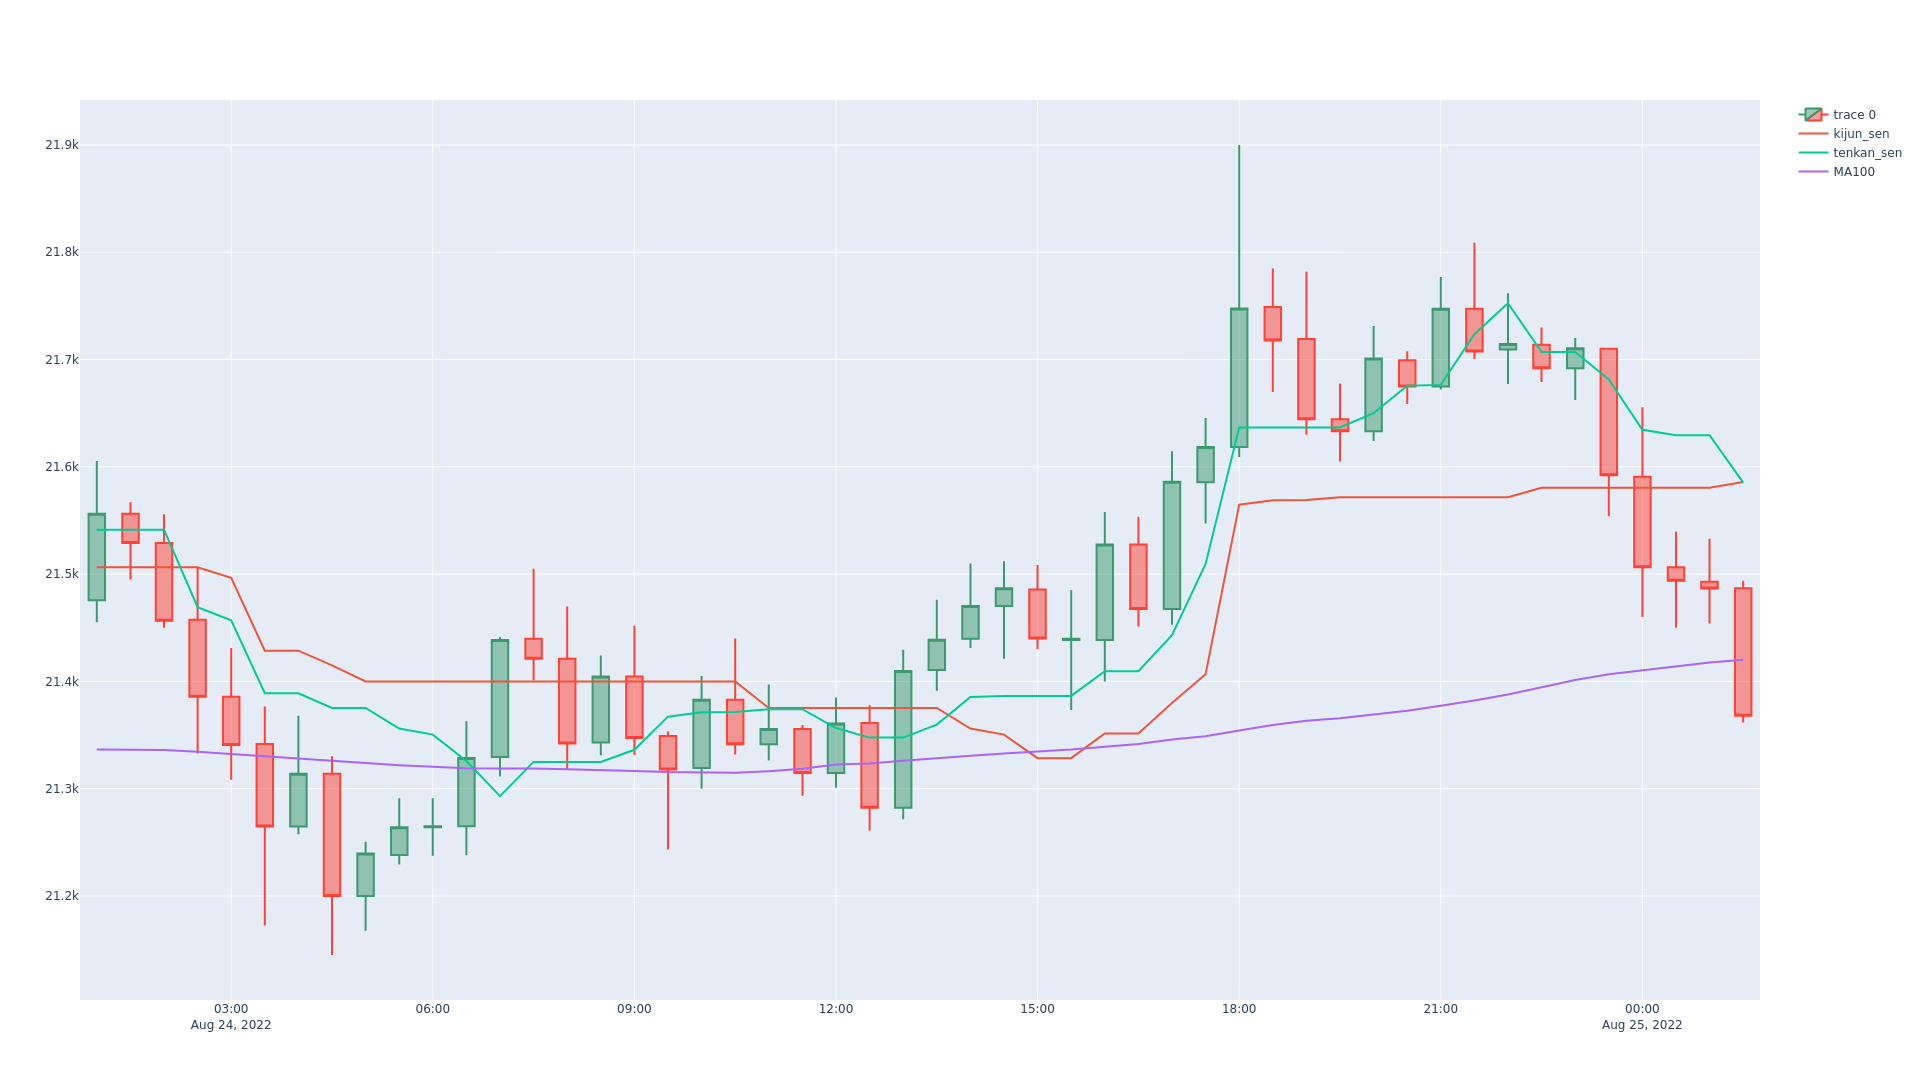 21.9k
21.8k
21.7k
21.6k
21.5k
21.4k
21.3k
21.2k
03:00
Aug 24, 2022
06:00
09:00
12:00
15:00
18:00
21:00
00:00
Aug 25, 2022
trace 0
kijun_sen
tenkan_sen
MA100